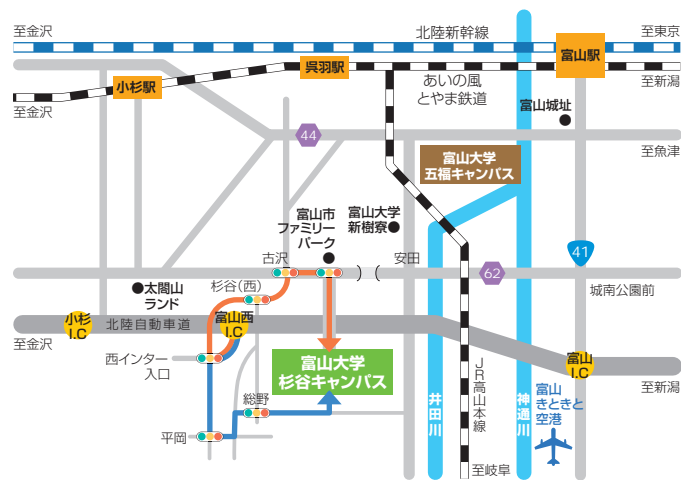 至金沢
北陸新幹線
至東京
富山駅
呉羽駅
小杉駅
あいの風
とやま鉄道
至新潟
至金沢
富山城址
44
至魚津
富山大学
五福キャンパス
富山市
ファミリー
パーク
富山大学
新樹寮
古沢
安田
41
62
太閤山
ランド
杉谷(西)
城南公園前
小杉
I.C
北陸自動車道
富山西
I.C
至金沢
西インター
入口
富山大学
杉谷キャンパス
富山
I.C
至新潟
JR高山本線
井田川
神通川
富山
きときと
空港
総野
平岡
至岐阜